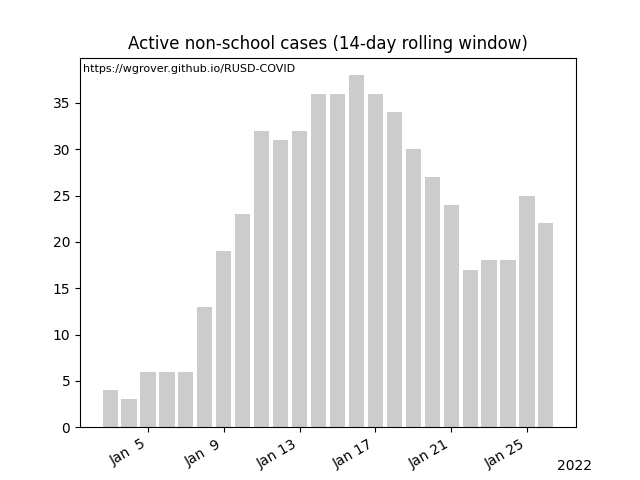 Active non-school cases (14-day rolling window)
https://wgrover.github.io/RUSD-COVID
35
30
25
20
15
10
5
0
Jan 5
Jan 9
Jan 13
Jan 17
Jan 21
Jan 25
2022